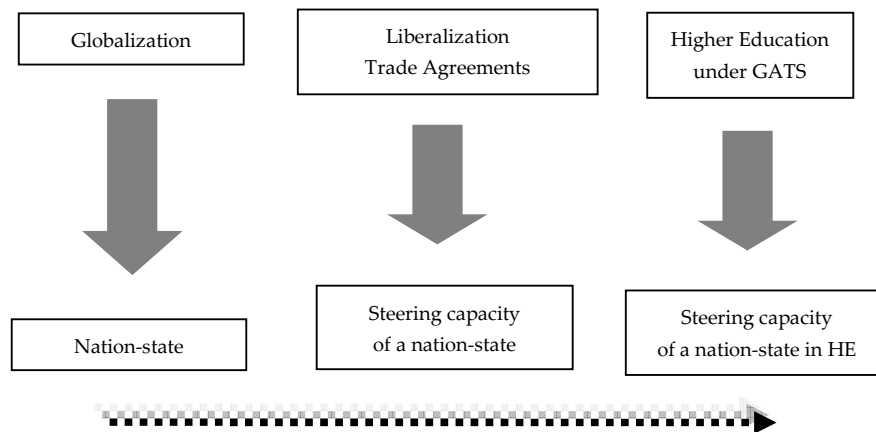 Globalization
Liberalization
Trade Agreements
Higher Education
under GATS
Nation-state
Steering capacity
of a nation-state
Steering capacity
of a nation-state in HE